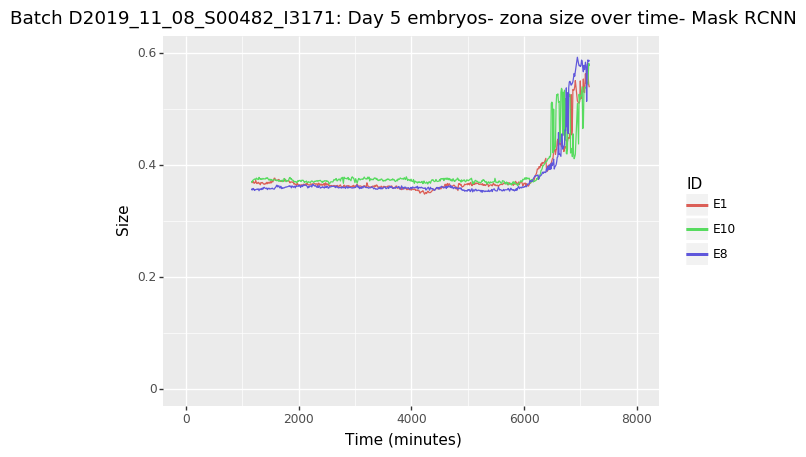 Batch D2019_11_08_S00482_I3171: Day 5 embryos- zona size over time- Mask RCNN
0.6
0.4
0.2
0
Size
0 2000 4000 6000 8000
Time (minutes)
ID
E1
E10
E8